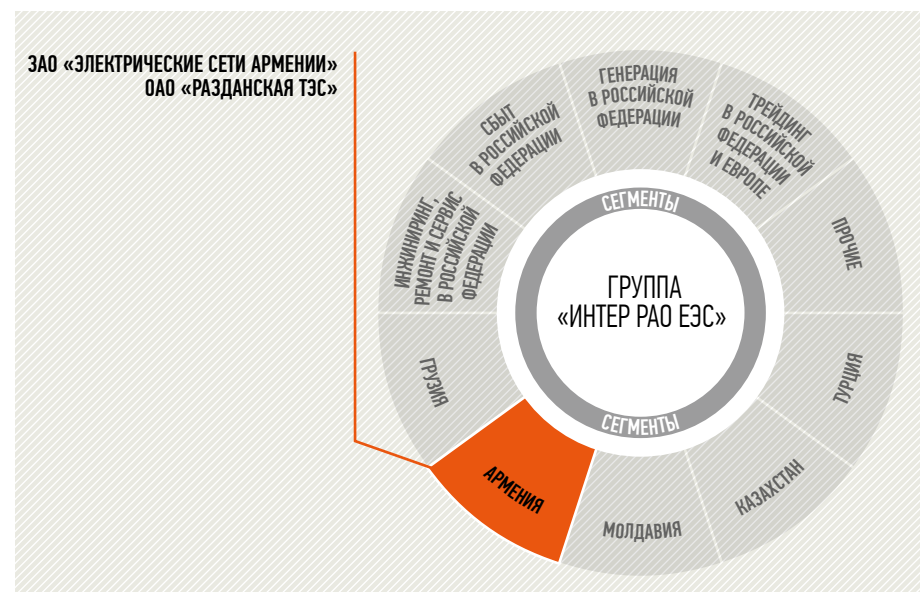 ЗАО «ЭЛЕКТРИЧЕСКИЕ СЕТИ АРМЕНИИ»
ОАО «РАЗДАНСКАЯ ТЭС»
ГЕНЕРАЦИЯ
В РОССИЙСКОЙ
ФЕДЕРАЦИИ
ТРЕЙДИНГ
В РОССИЙСКОЙ
ФЕДЕРАЦИИ
И ЕВРОПЕ
ПРОЧИЕ
ТУРЦИЯ
КАЗАХСТАН
МОЛДАВИЯ
АРМЕНИЯ
ГРУЗИЯ
ИНЖИНИРИНГ,
РЕМОНТ И СЕРВИС
В РОССИЙСКОЙ
ФЕДЕРАЦИИ
СБЫТ
В РОССИЙСКОЙ
ФЕДЕРАЦИИ
СЕГМЕНТЫ
ГРУППА
«ИНТЕР РАО ЕЭС»
СЕГМЕНТЫ